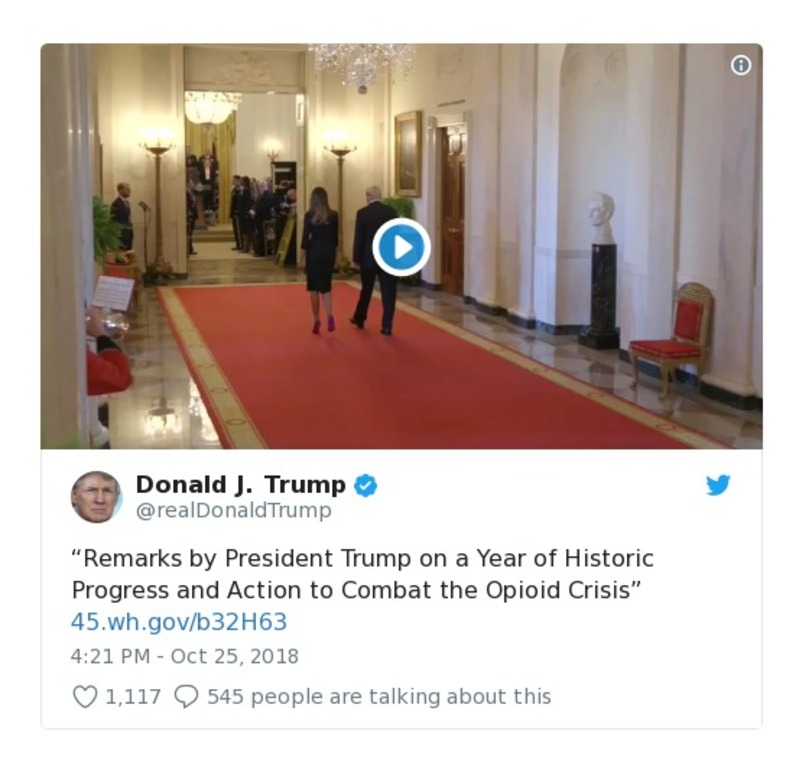 Donald J. Trump
@realDonaldTrump
“Remarks by President Trump on a Year of Historic
Progress and Action to Combat the Opioid Crisis”
45.wh.gov/b32H63
4:21 PM - Oct 25, 2018
1,117 545 people are talking about this